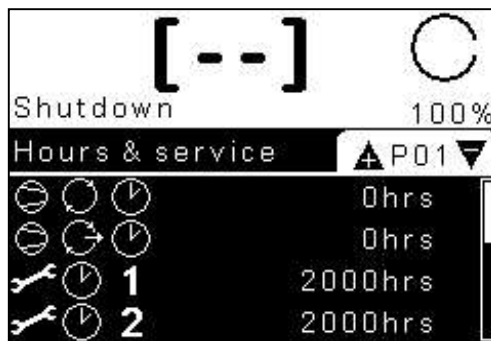 [--]
Shutdown 100%
Hours & service P01
0hrs
0hrs
1 2000hrs
2 2000hrs